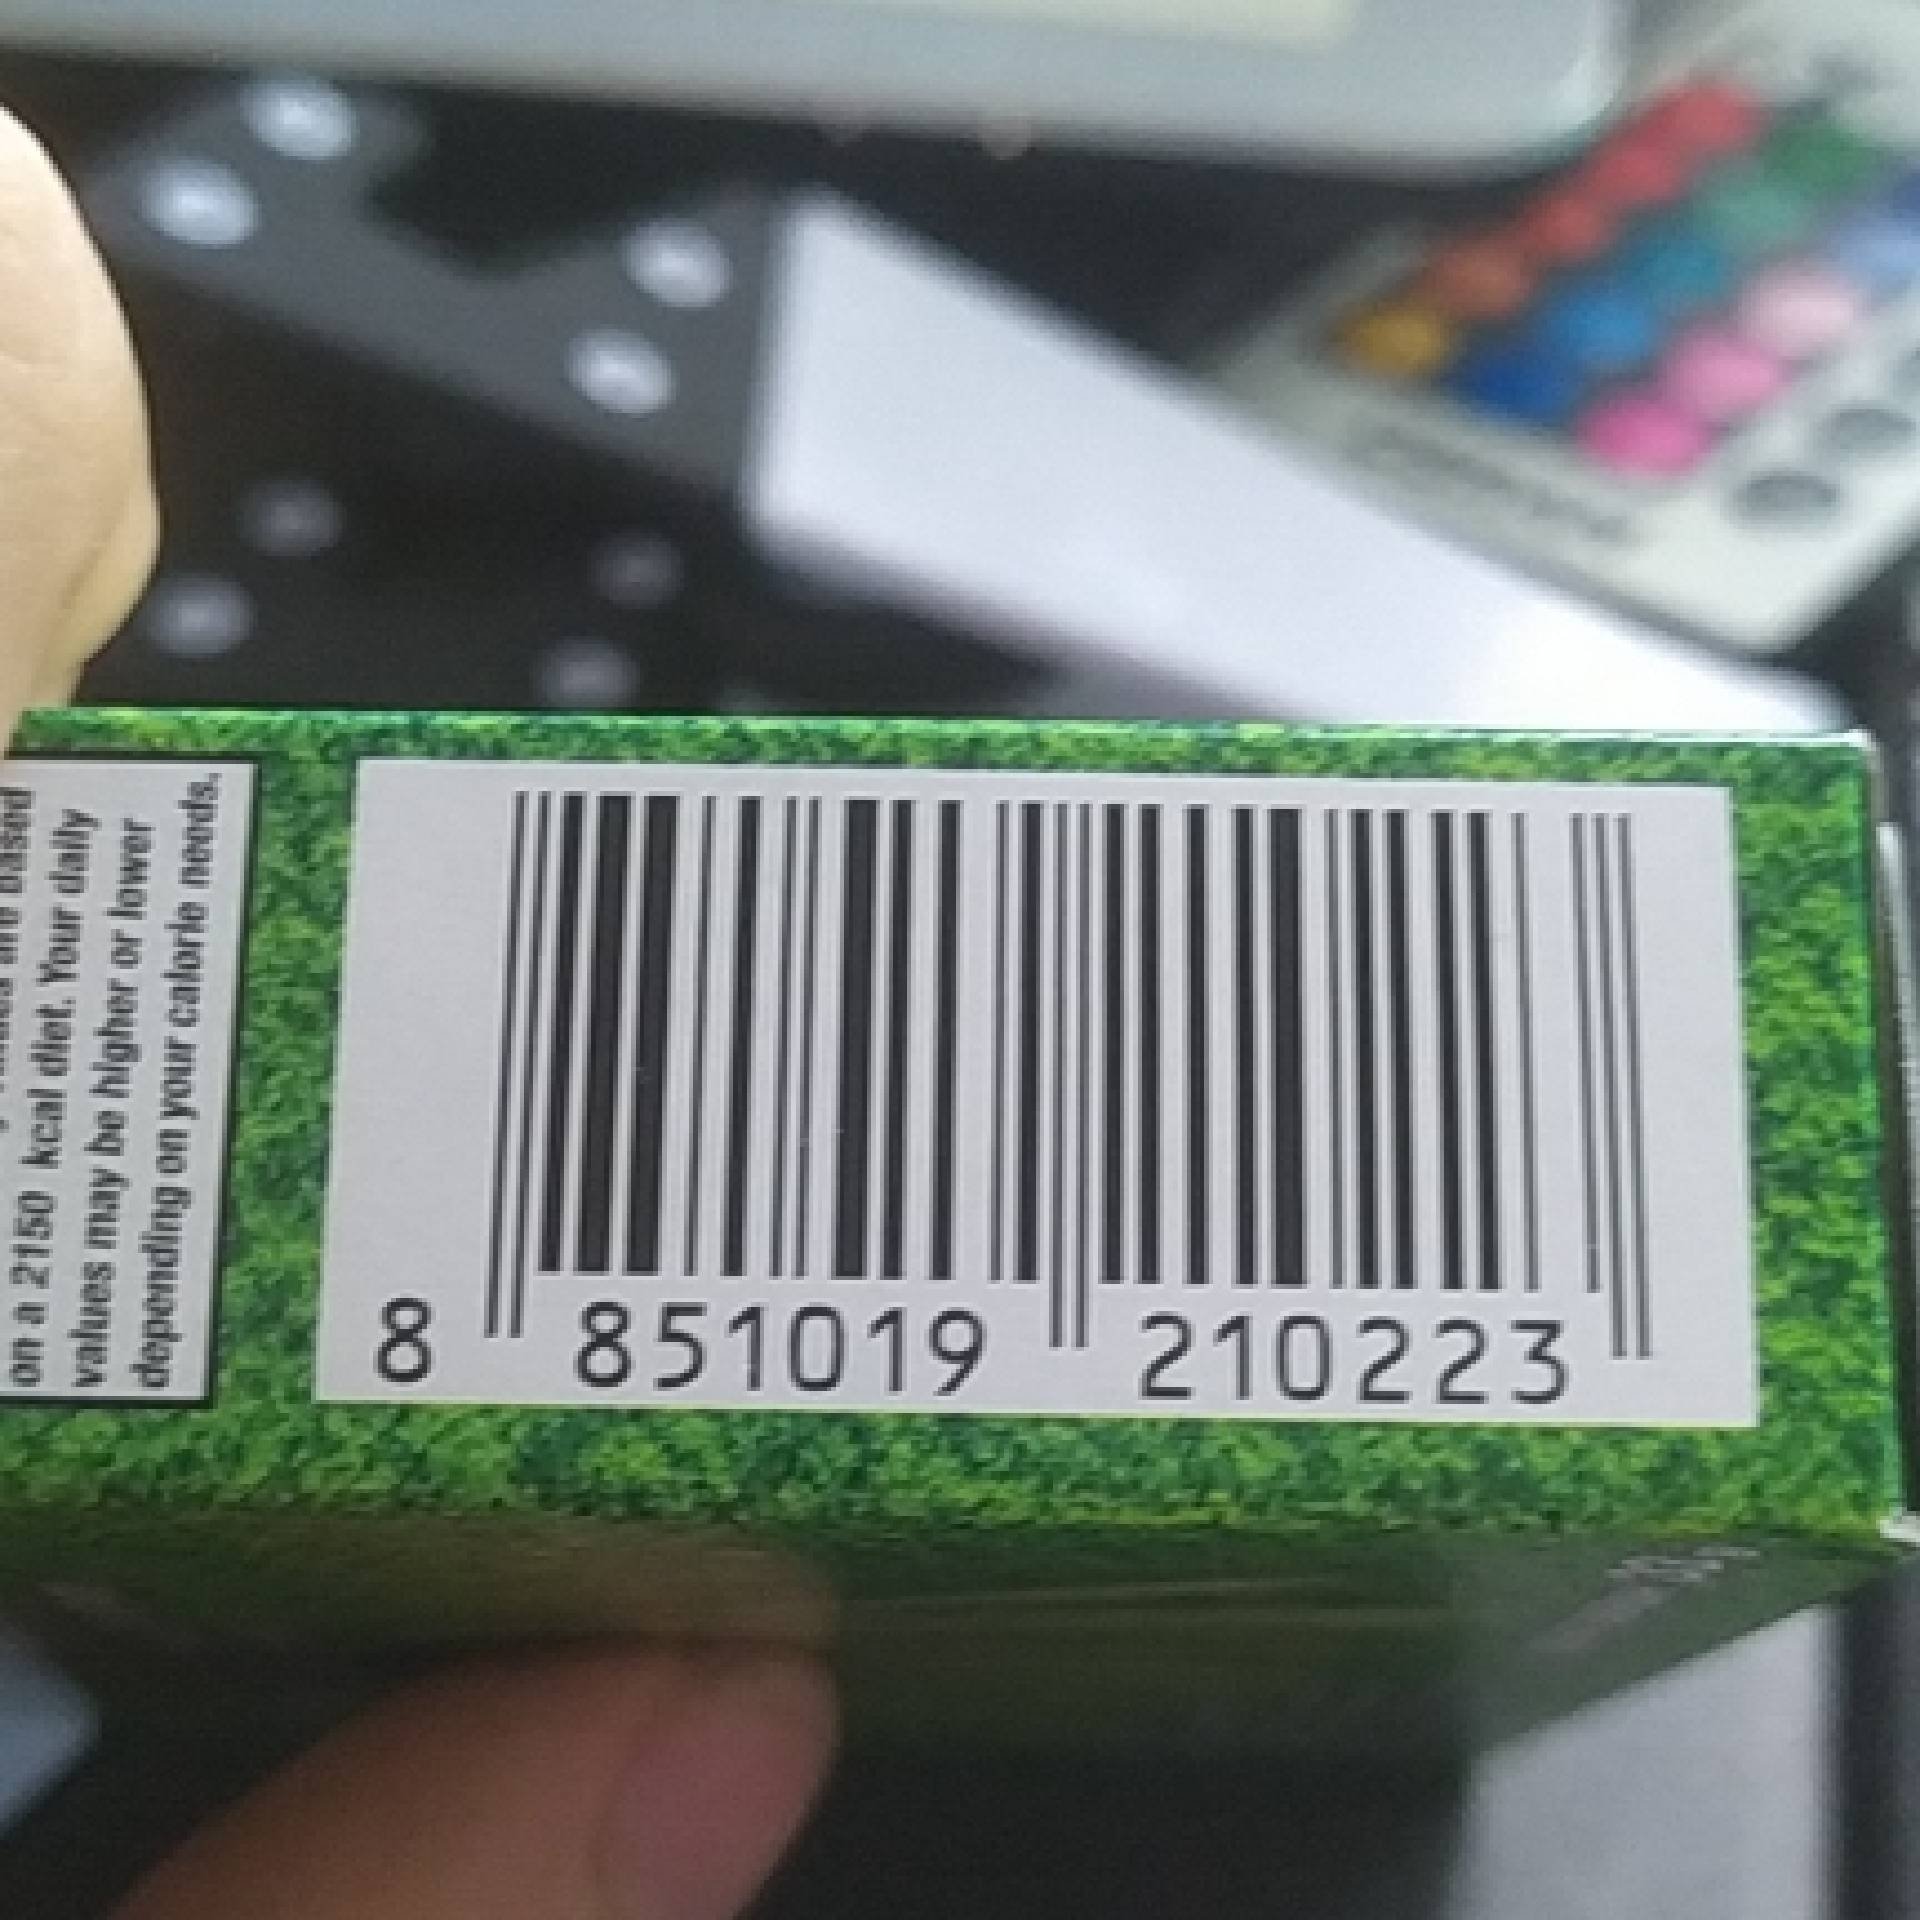 on a 2150 kcal diet. Your daily
values may be higher or lower
depending on your calorie needs.
8 851019 210223